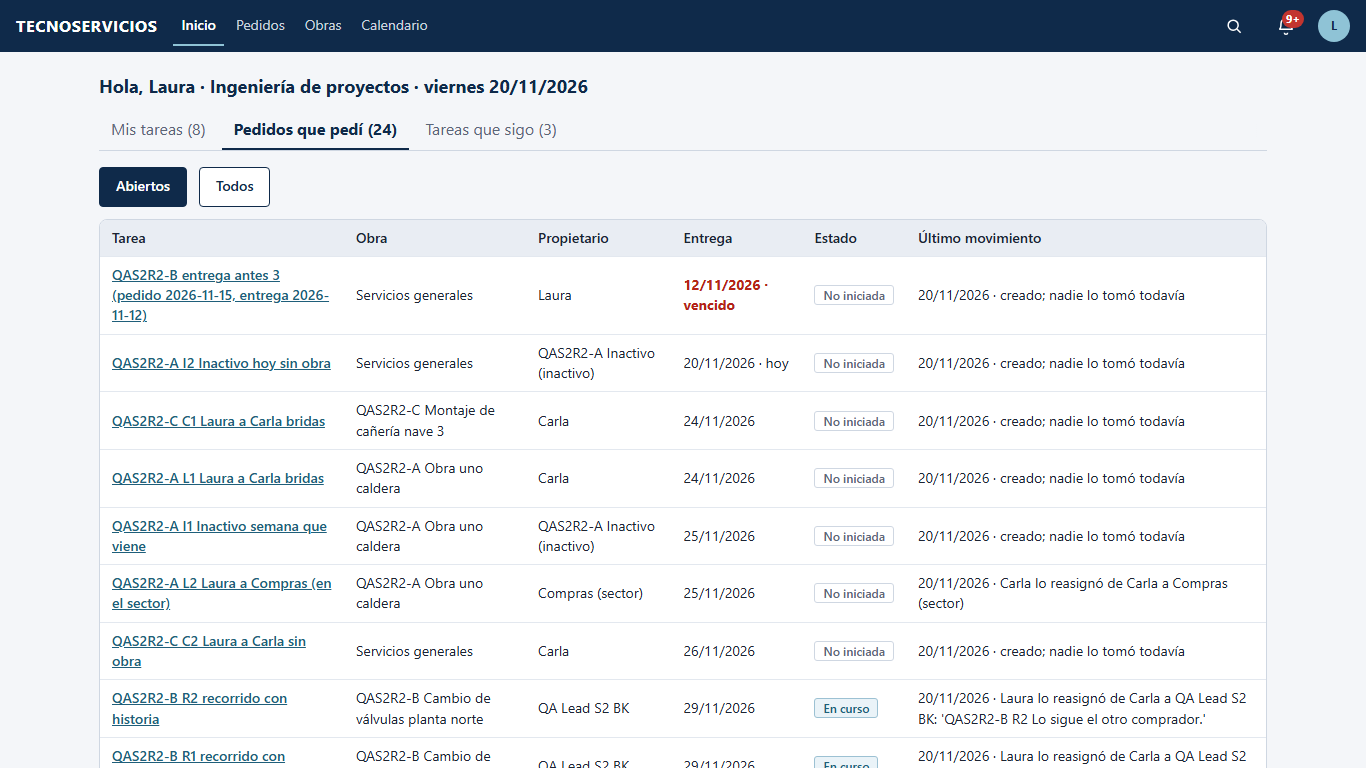 TECNOSERVICIOS Inicio Pedidos Obras Calendario 9+ L
Hola, Laura · Ingeniería de proyectos · viernes 20/11/2026
Mis tareas (8) Pedidos que pedí (24) Tareas que sigo (3)
Abiertos Todos
Tarea Obra Propietario Entrega Estado Último movimiento
QAS2R2-B entrega antes 3
(pedido 2026-11-15, entrega 2026-
11-12)
Servicios generales
Laura
12/11/2026 ·
vencido
No iniciada
20/11/2026 · creado; nadie lo tomó todavía
QAS2R2-A I2 Inactivo hoy sin obra
Servicios generales
QAS2R2-A Inactivo
(inactivo)
20/11/2026 · hoy
No iniciada
20/11/2026 · creado; nadie lo tomó todavía
QAS2R2-C C1 Laura a Carla bridas
QAS2R2-C Montaje de
cañería nave 3
Carla
24/11/2026
No iniciada
20/11/2026 · creado; nadie lo tomó todavía
QAS2R2-A L1 Laura a Carla bridas
QAS2R2-A Obra uno
caldera
Carla
24/11/2026
No iniciada
20/11/2026 · creado; nadie lo tomó todavía
QAS2R2-A I1 Inactivo semana que
viene
QAS2R2-A Obra uno
caldera
QAS2R2-A Inactivo
(inactivo)
25/11/2026
No iniciada
20/11/2026 · creado; nadie lo tomó todavía
QAS2R2-A L2 Laura a Compras (en
el sector)
QAS2R2-A Obra uno
caldera
Compras (sector)
25/11/2026
No iniciada
20/11/2026 · Carla lo reasignó de Carla a Compras
(sector)
QAS2R2-C C2 Laura a Carla sin
obra
Servicios generales
Carla
26/11/2026
No iniciada
20/11/2026 · creado; nadie lo tomó todavía
QAS2R2-B R2 recorrido con
historia
QAS2R2-B Cambio de
válvulas planta norte
QA Lead S2 BK
29/11/2026
En curso
20/11/2026 · Laura lo reasignó de Carla a QA Lead S2
BK: 'QAS2R2-B R2 Lo sigue el otro comprador.'
QAS2R2-B R1 recorrido con
QAS2R2-B Cambio de
QA Lead S2 BK
29/11/2026
En curso
20/11/2026 · Laura lo reasignó de Carla a QA Lead S2